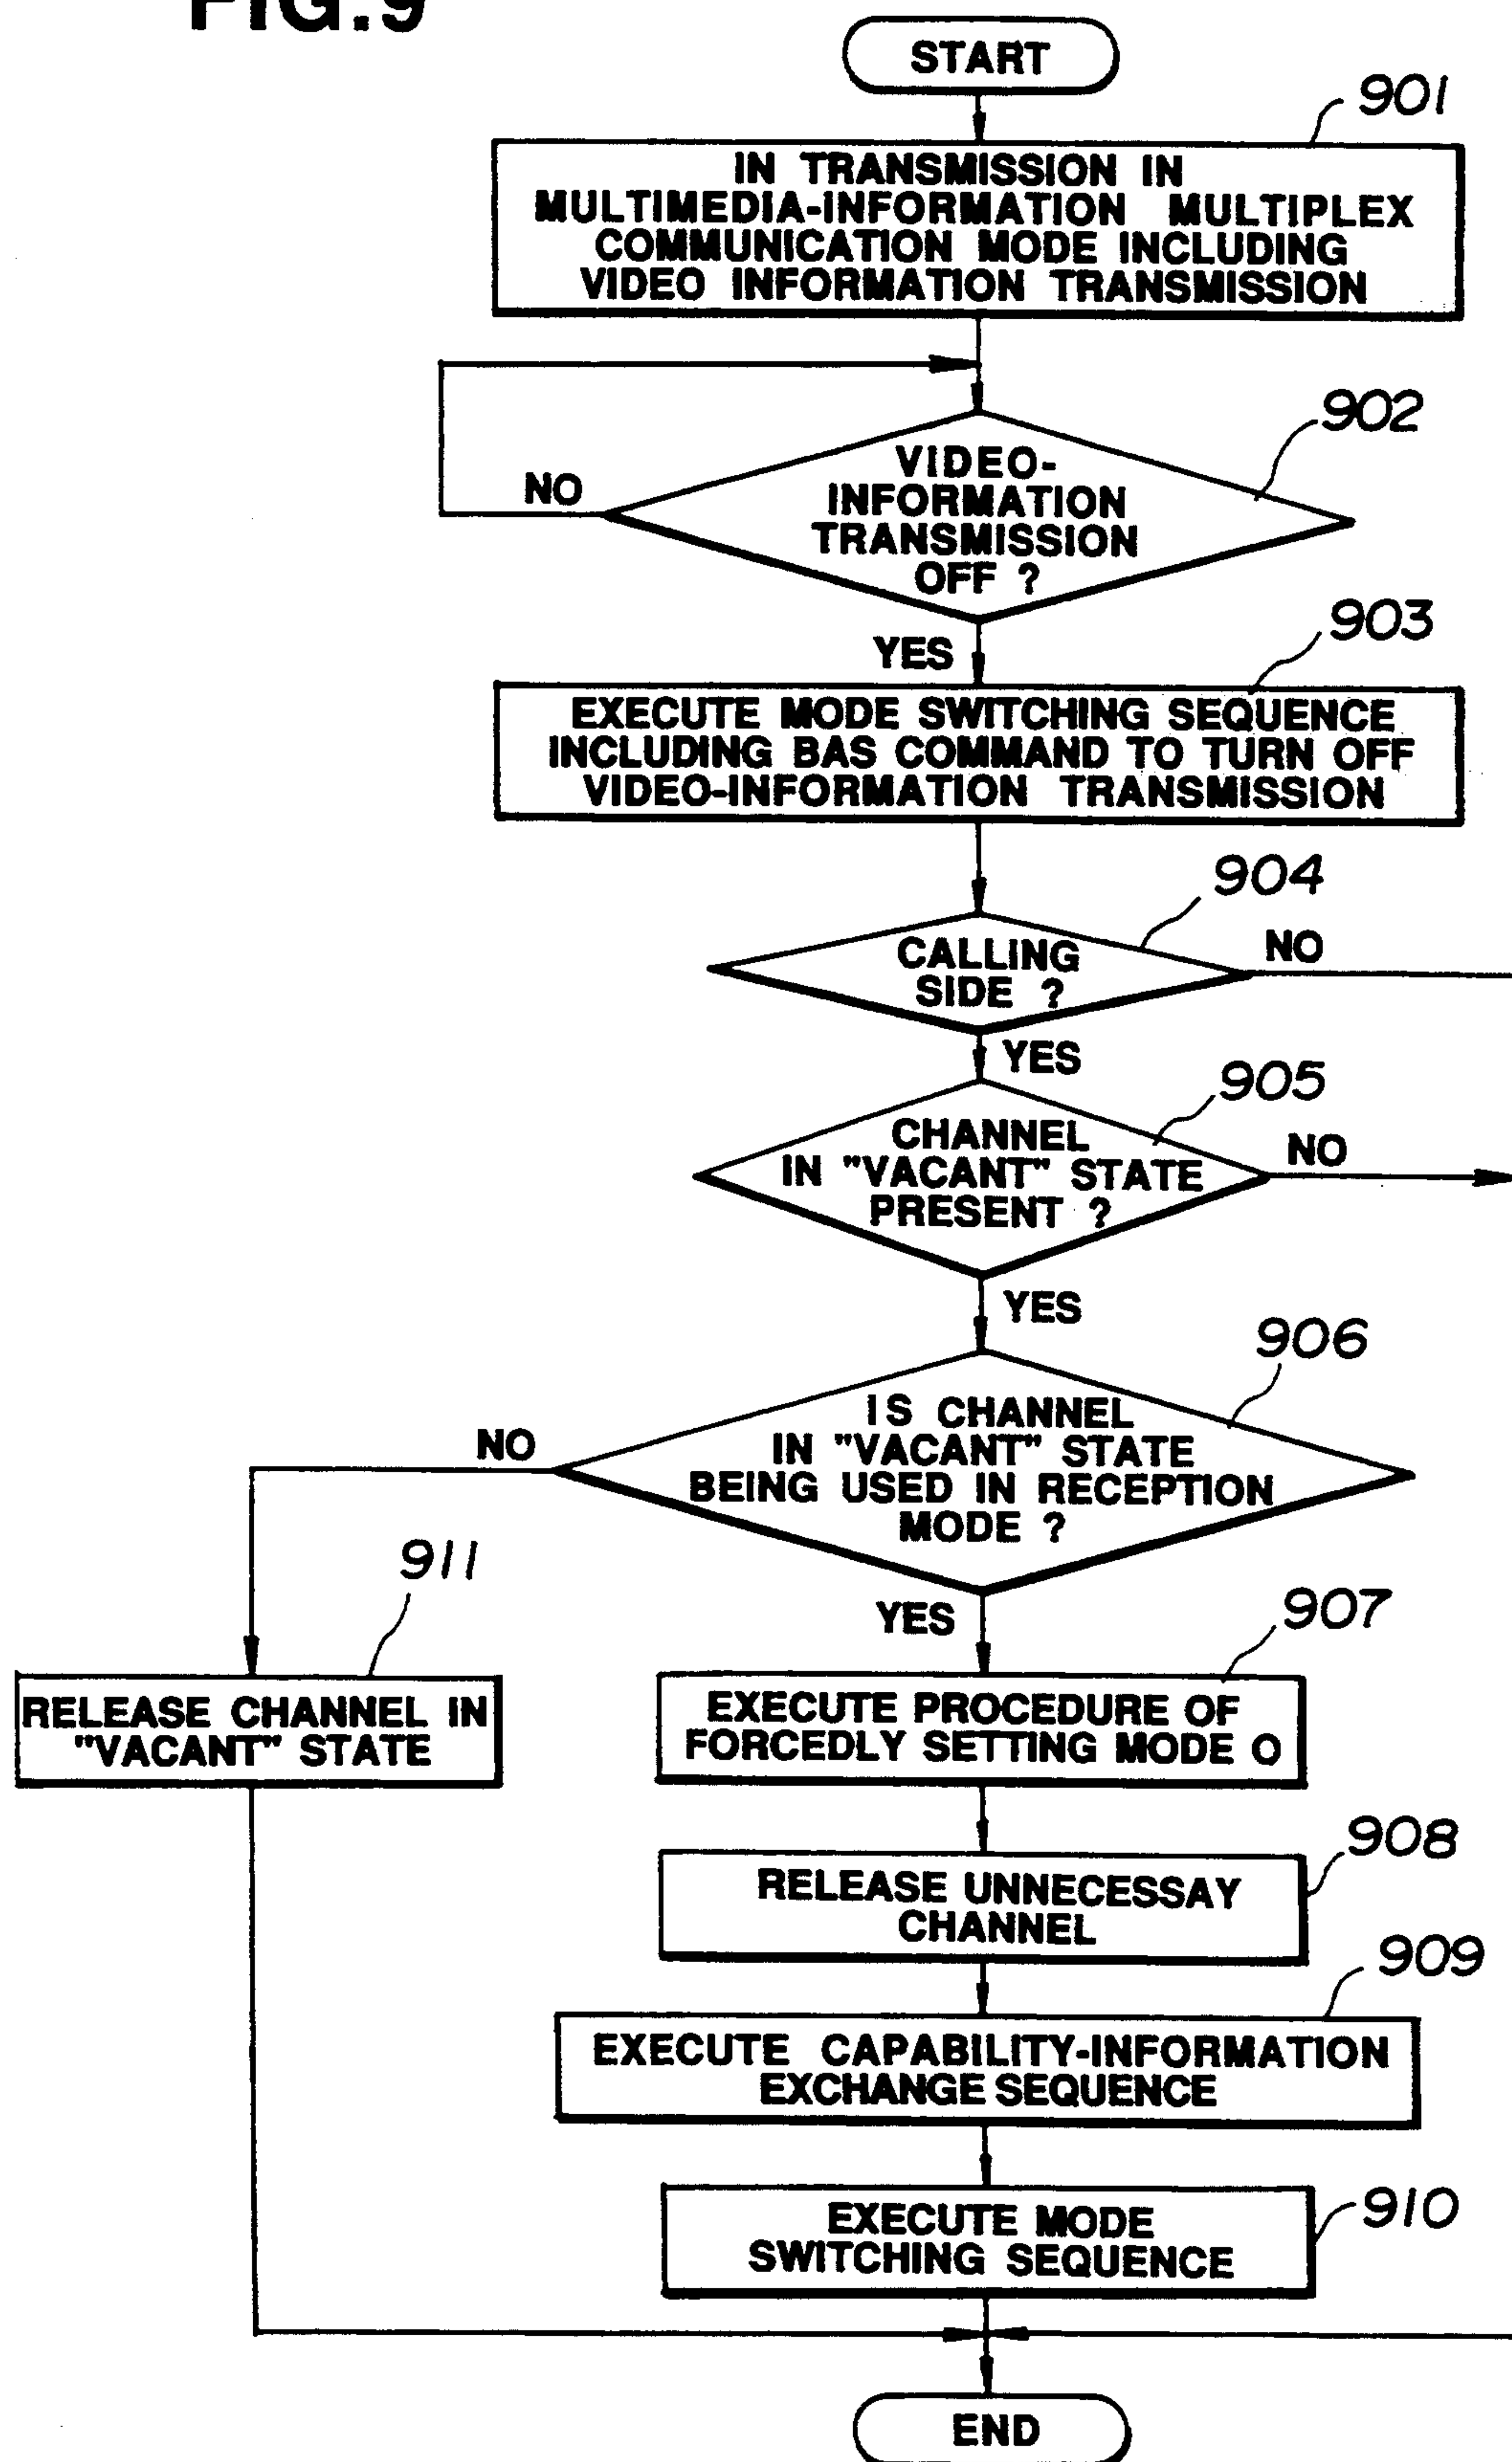 FIG.9
START
901
IN TRANSMISSION IN
MULTIMEDIA-INFORMATION MULTIPLEX
COMMUNICATION MODE INCLUDING
VIDEO INFORMATION TRANSMISSION
902
VIDEO-
INFORMATION
TRANSMISSION
OFF ?
NO
YES
903
EXECUTE MODE SWITCHING SEQUENCE
INCLUDING BAS COMMAND TO TURN OFF
VIDEO-INFORMATION TRANSMISSION
904
CALLING
SIDE ?
NO
YES
905
CHANNEL
IN "VACANT" STATE
PRESENT ?
NO
YES
906
IS CHANNEL
IN "VACANT" STATE
BEING USED IN RECEPTION
MODE ?
NO
YES
911
RELEASE CHANNEL IN
"VACANT" STATE
907
EXECUTE PROCEDURE OF
FORCEDLY SETTING MODE O
908
RELEASE UNNECESSAY
CHANNEL
909
EXECUTE CAPABILITY-INFORMATION
EXCHANGE SEQUENCE
910
EXECUTE MODE
SWITCHING SEQUENCE
END